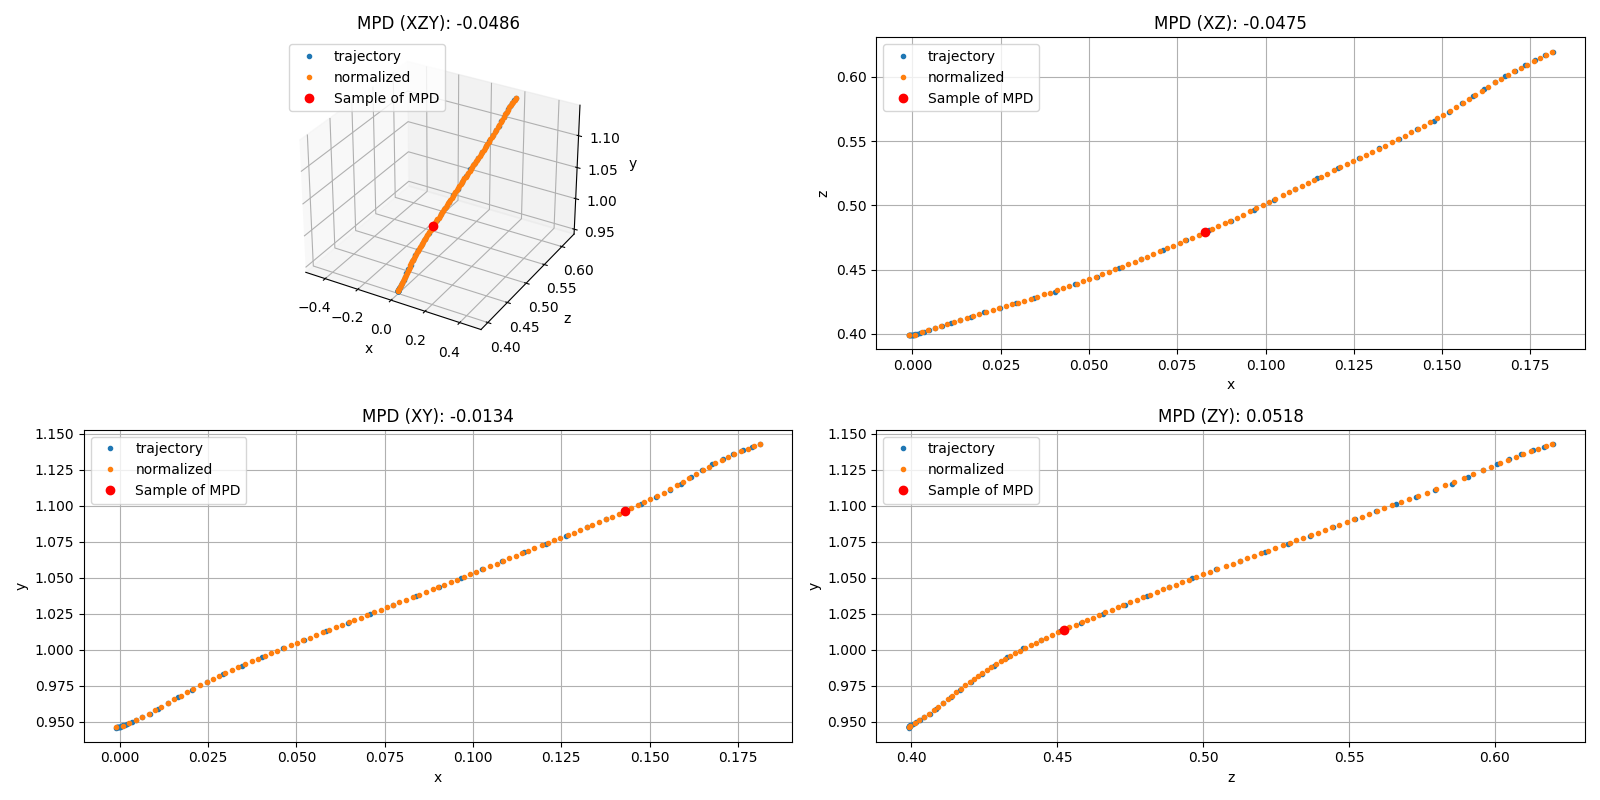 MPD (XZY): -0.0486
trajectory
normalized
Sample of MPD
1.10
1.05
1.00
0.95
y
0.60
0.55
0.50
0.45
0.40
z
−0.4
−0.2
0.0
0.2
0.4
x
MPD (XZ): -0.0475
trajectory
normalized
Sample of MPD
0.60
0.55
0.50
0.45
0.40
z
0.000 0.025 0.050 0.075 0.100 0.125 0.150 0.175
x
MPD (XY): -0.0134
trajectory
normalized
Sample of MPD
1.150
1.125
1.100
1.075
1.050
1.025
1.000
0.975
0.950
y
0.000 0.025 0.050 0.075 0.100 0.125 0.150 0.175
x
MPD (ZY): 0.0518
trajectory
normalized
Sample of MPD
1.150
1.125
1.100
1.075
1.050
1.025
1.000
0.975
0.950
y
0.40 0.45 0.50 0.55 0.60
z